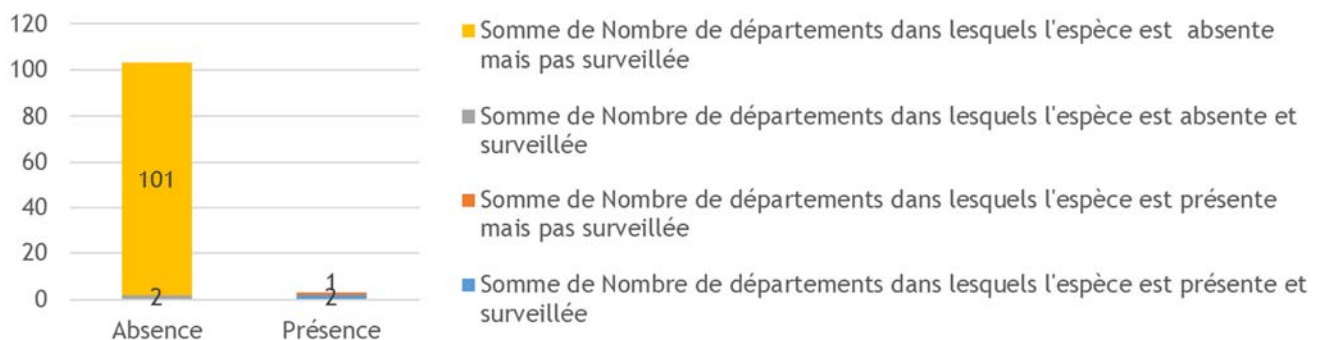 120
100
80
60
40
20
0
101
2
1
2
Absence
Présence
Somme de Nombre de départements dans lesquels l'espèce est  absente
mais pas surveillée
Somme de Nombre de départements dans lesquels l'espèce est absente et
surveillée
Somme de Nombre de départements dans lesquels l'espèce est présente
mais pas surveillée
Somme de Nombre de départements dans lesquels l'espèce est présente et
surveillée